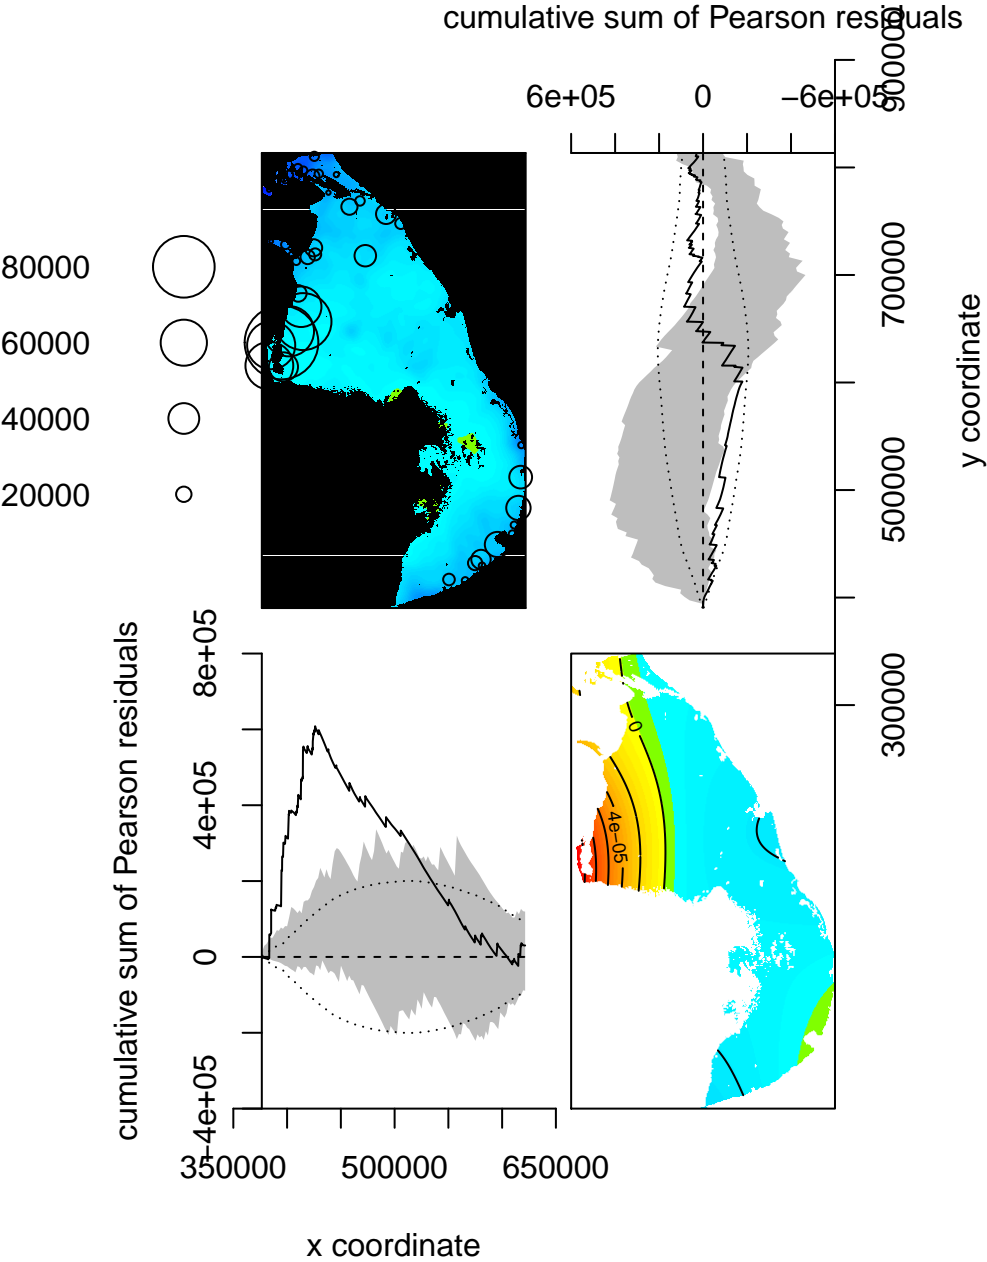 cumulative sum of Pearson residuals
6e+05
0
−6e+05
900000
700000
500000
300000
y coordinate
80000
60000
40000
20000
cumulative sum of Pearson residuals
8e+05
4e+05
0
−4e+05
350000
500000
650000
x coordinate
0
4e−05